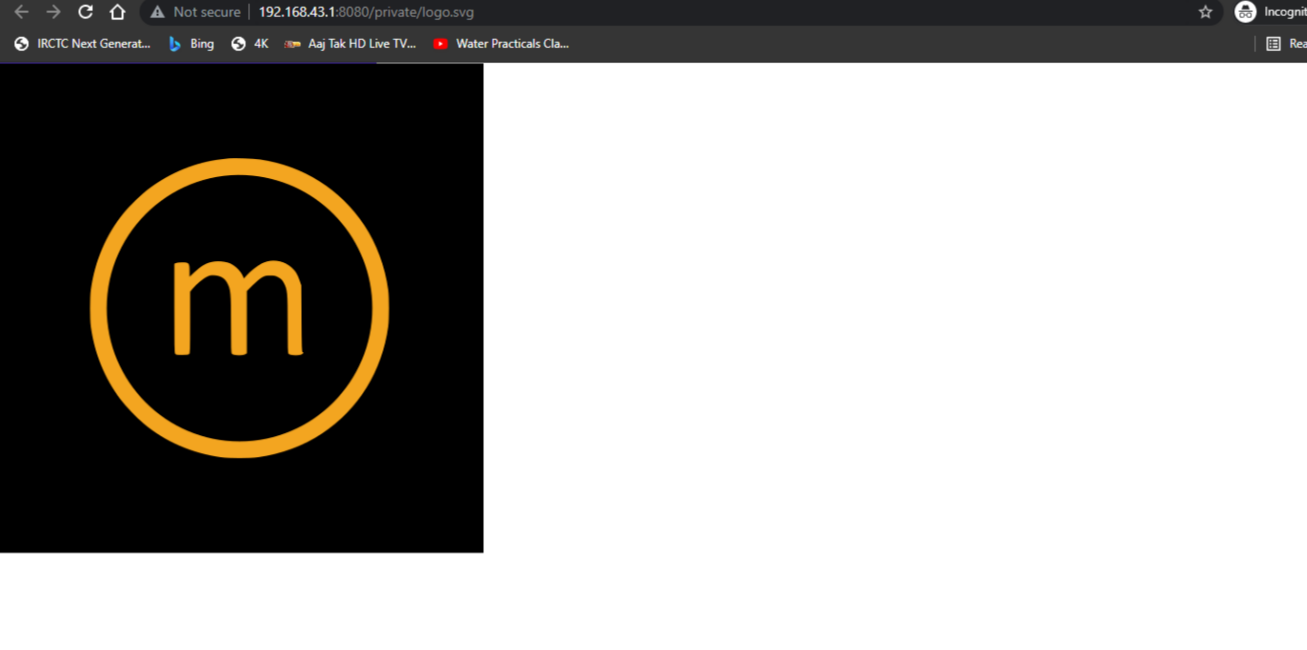 Not secure 192.168.43.1:8080/private/logo.svg Incognit
IRCTC Next Generat... Bing 4K Aaj Tak HD Live TV... Water Practicals Cla... Rea
m